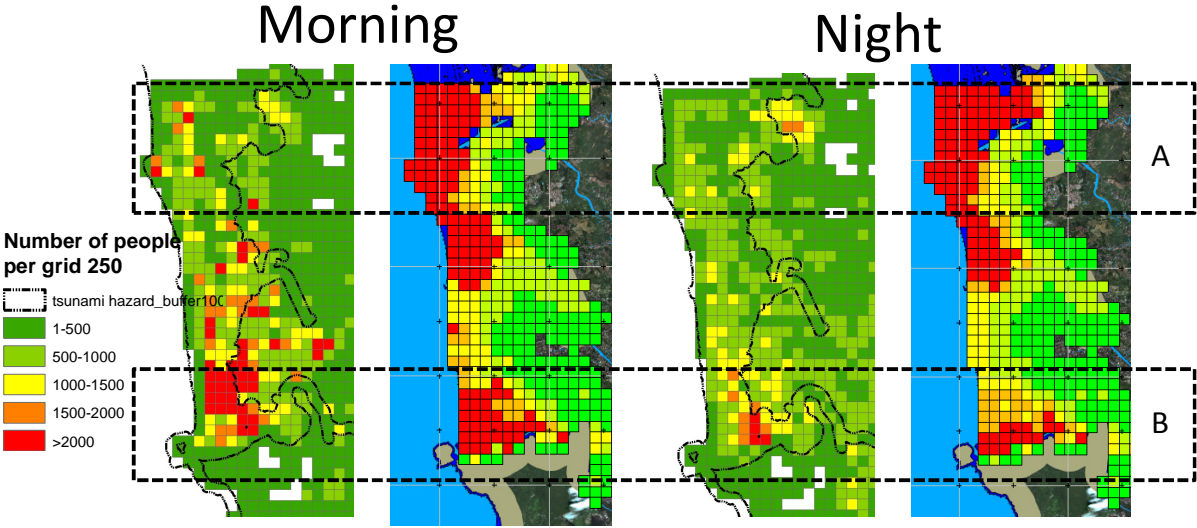 Morning
Night
A
Number of people
per grid 250
tsunami hazard_buffer100
1-500
500-1000
1000-1500
1500-2000
>2000
B